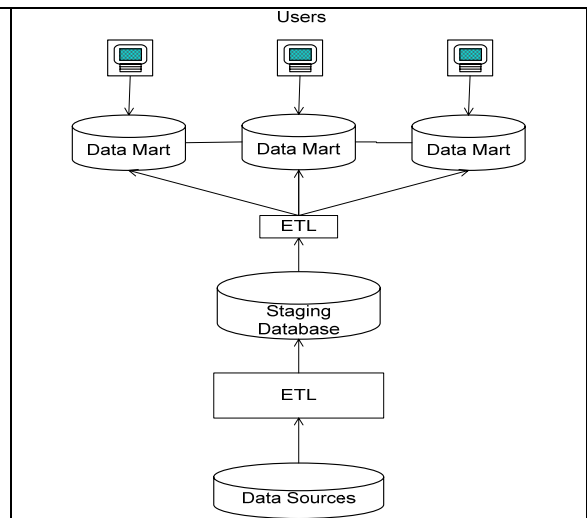 Users
Data Mart
Data Mart
Data Mart
ETL
Staging
Database
ETL
Data Sources